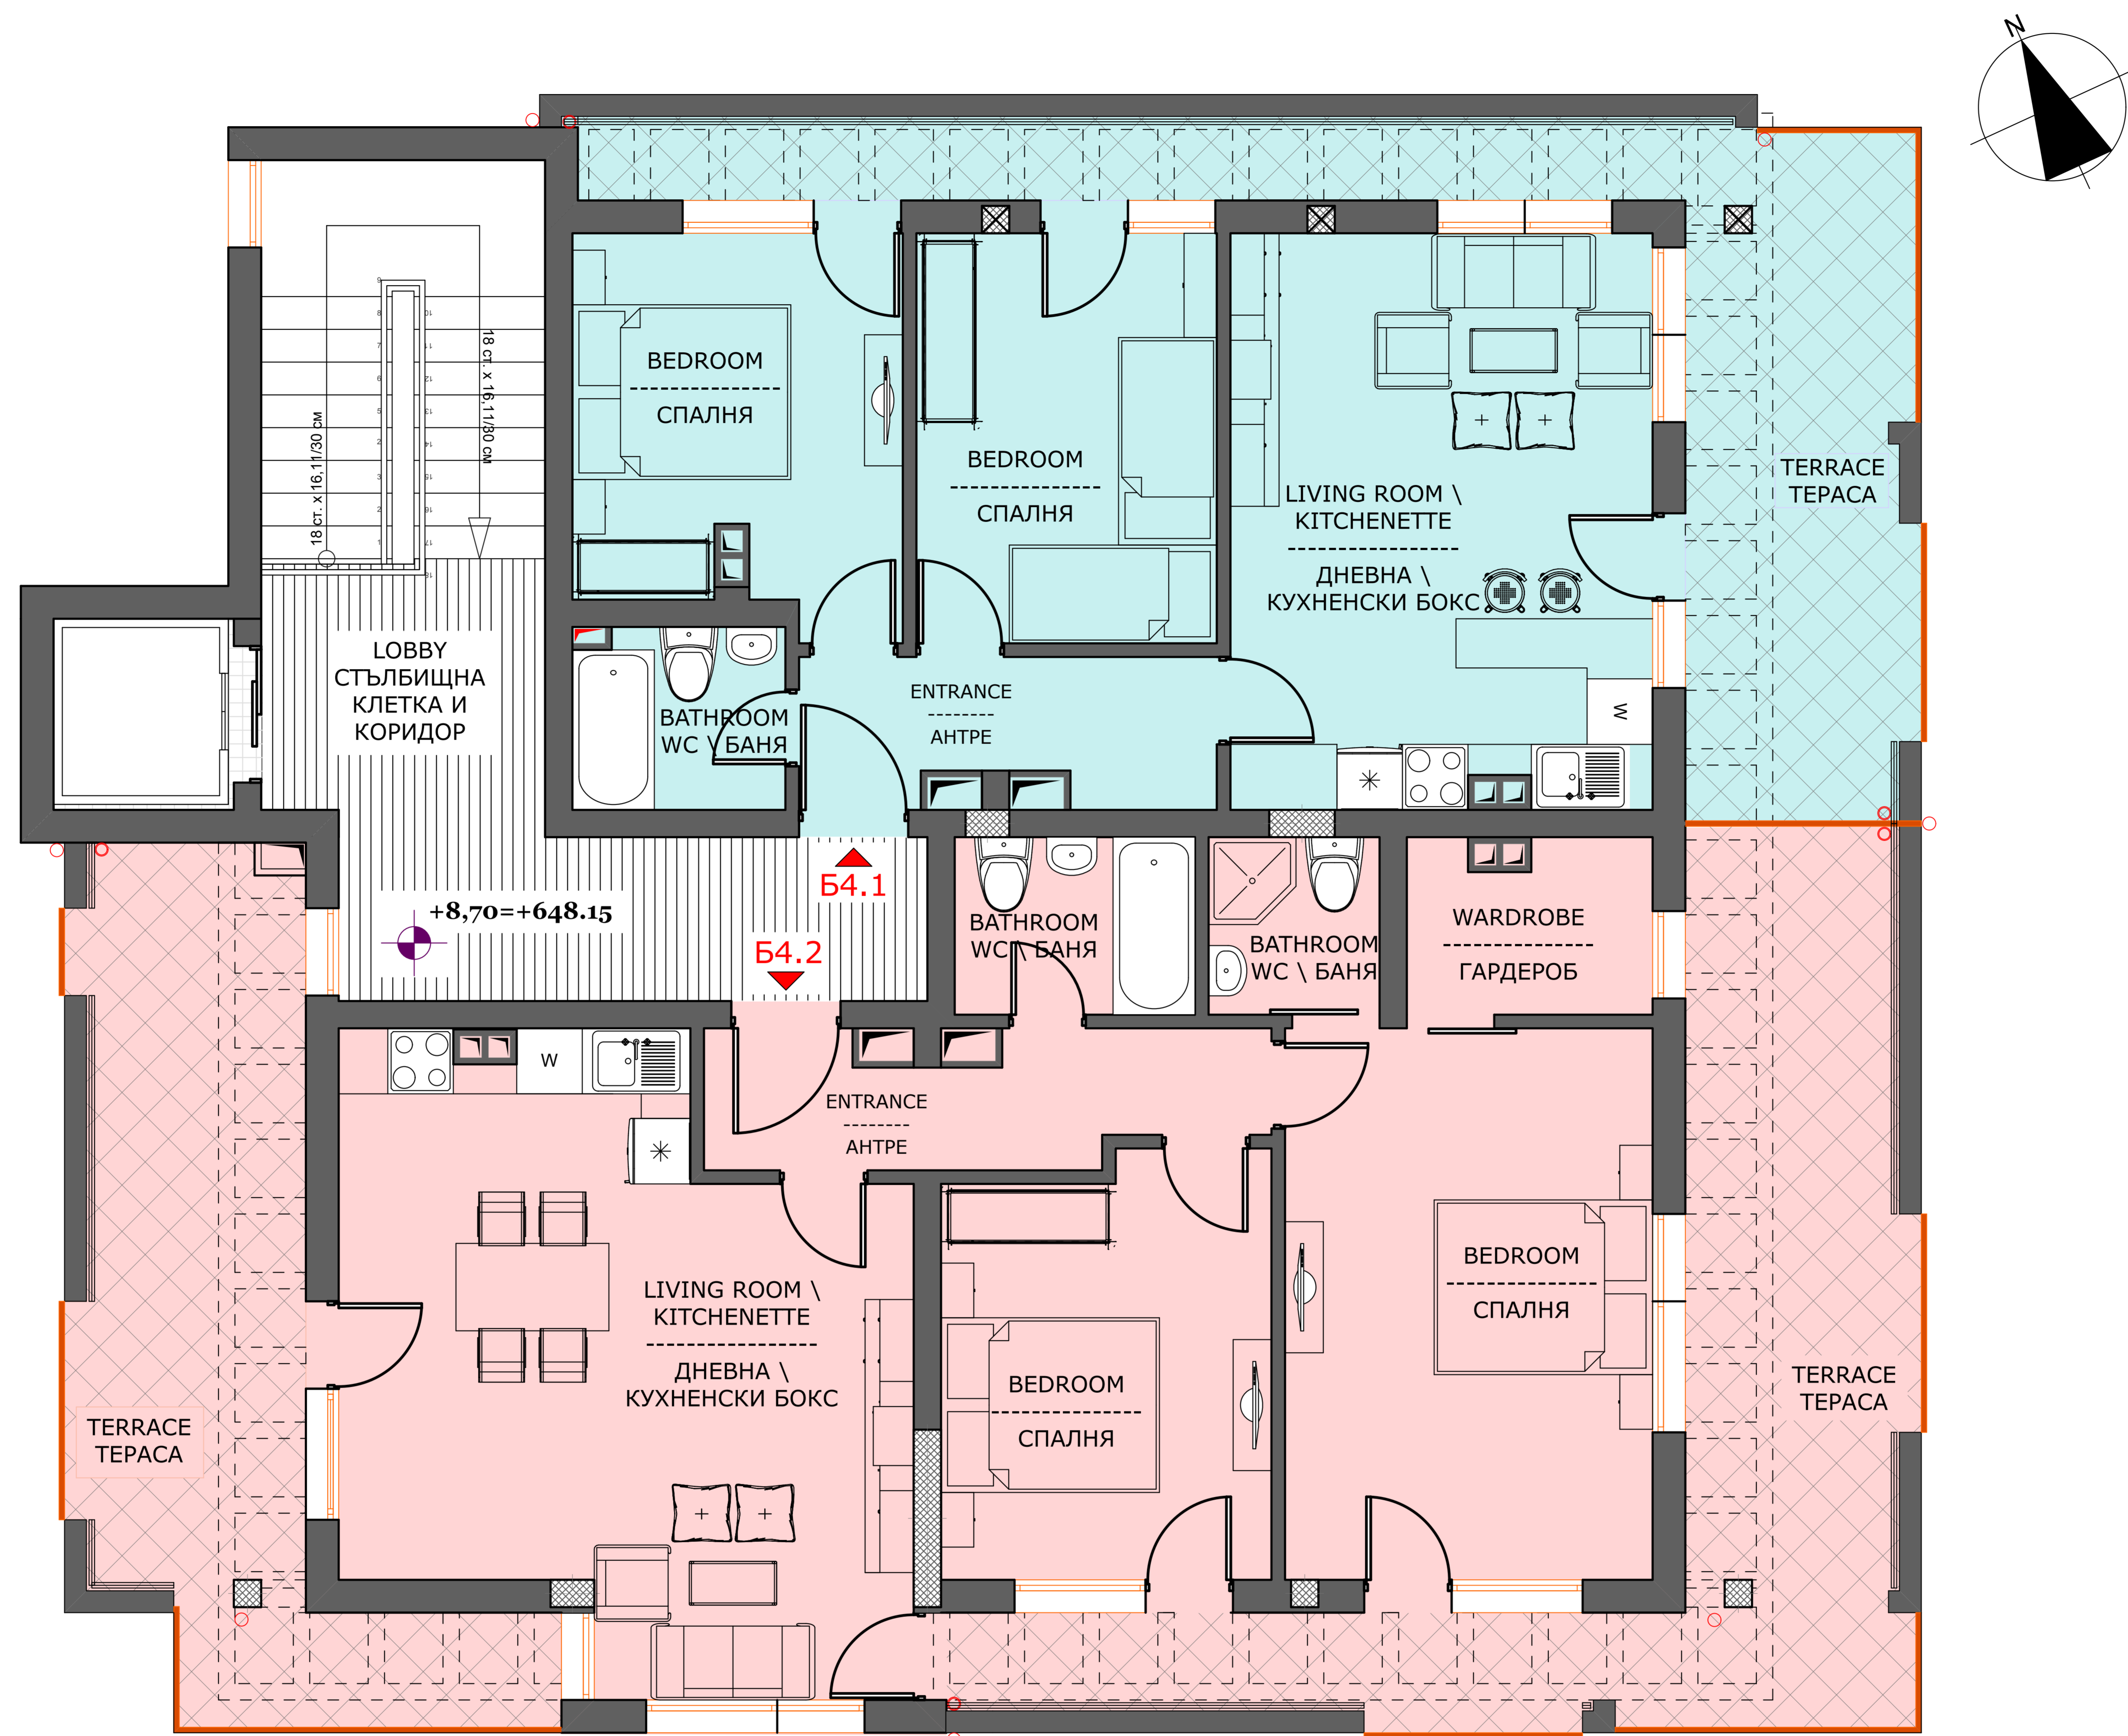 N
BEDROOM
СПАЛНЯ
BEDROOM
СПАЛНЯ
LIVING ROOM \
KITCHENETTE
ДНЕВНА \
КУХНЕНСКИ БОКС
TERRACE
ТЕРАСА
18 ст. x 16,11/30 см
18 ст. x 16,11/30 см
LOBBY
СТЪЛБИЩНА
КЛЕТКА И
КОРИДОР
BATHROOM
WC \ БАНЯ
ENTRANCE
АНТРЕ
W
Б4.1
+8,70=+648.15
Б4.2
BATHROOM
WC \ БАНЯ
BATHROOM
WC \ БАНЯ
WARDROBE
ГАРДЕРОБ
W
ENTRANCE
АНТРЕ
LIVING ROOM \
KITCHENETTE
ДНЕВНА \
КУХНЕНСКИ БОКС
BEDROOM
СПАЛНЯ
BEDROOM
СПАЛНЯ
TERRACE
ТЕРАСА
TERRACE
ТЕРАСА